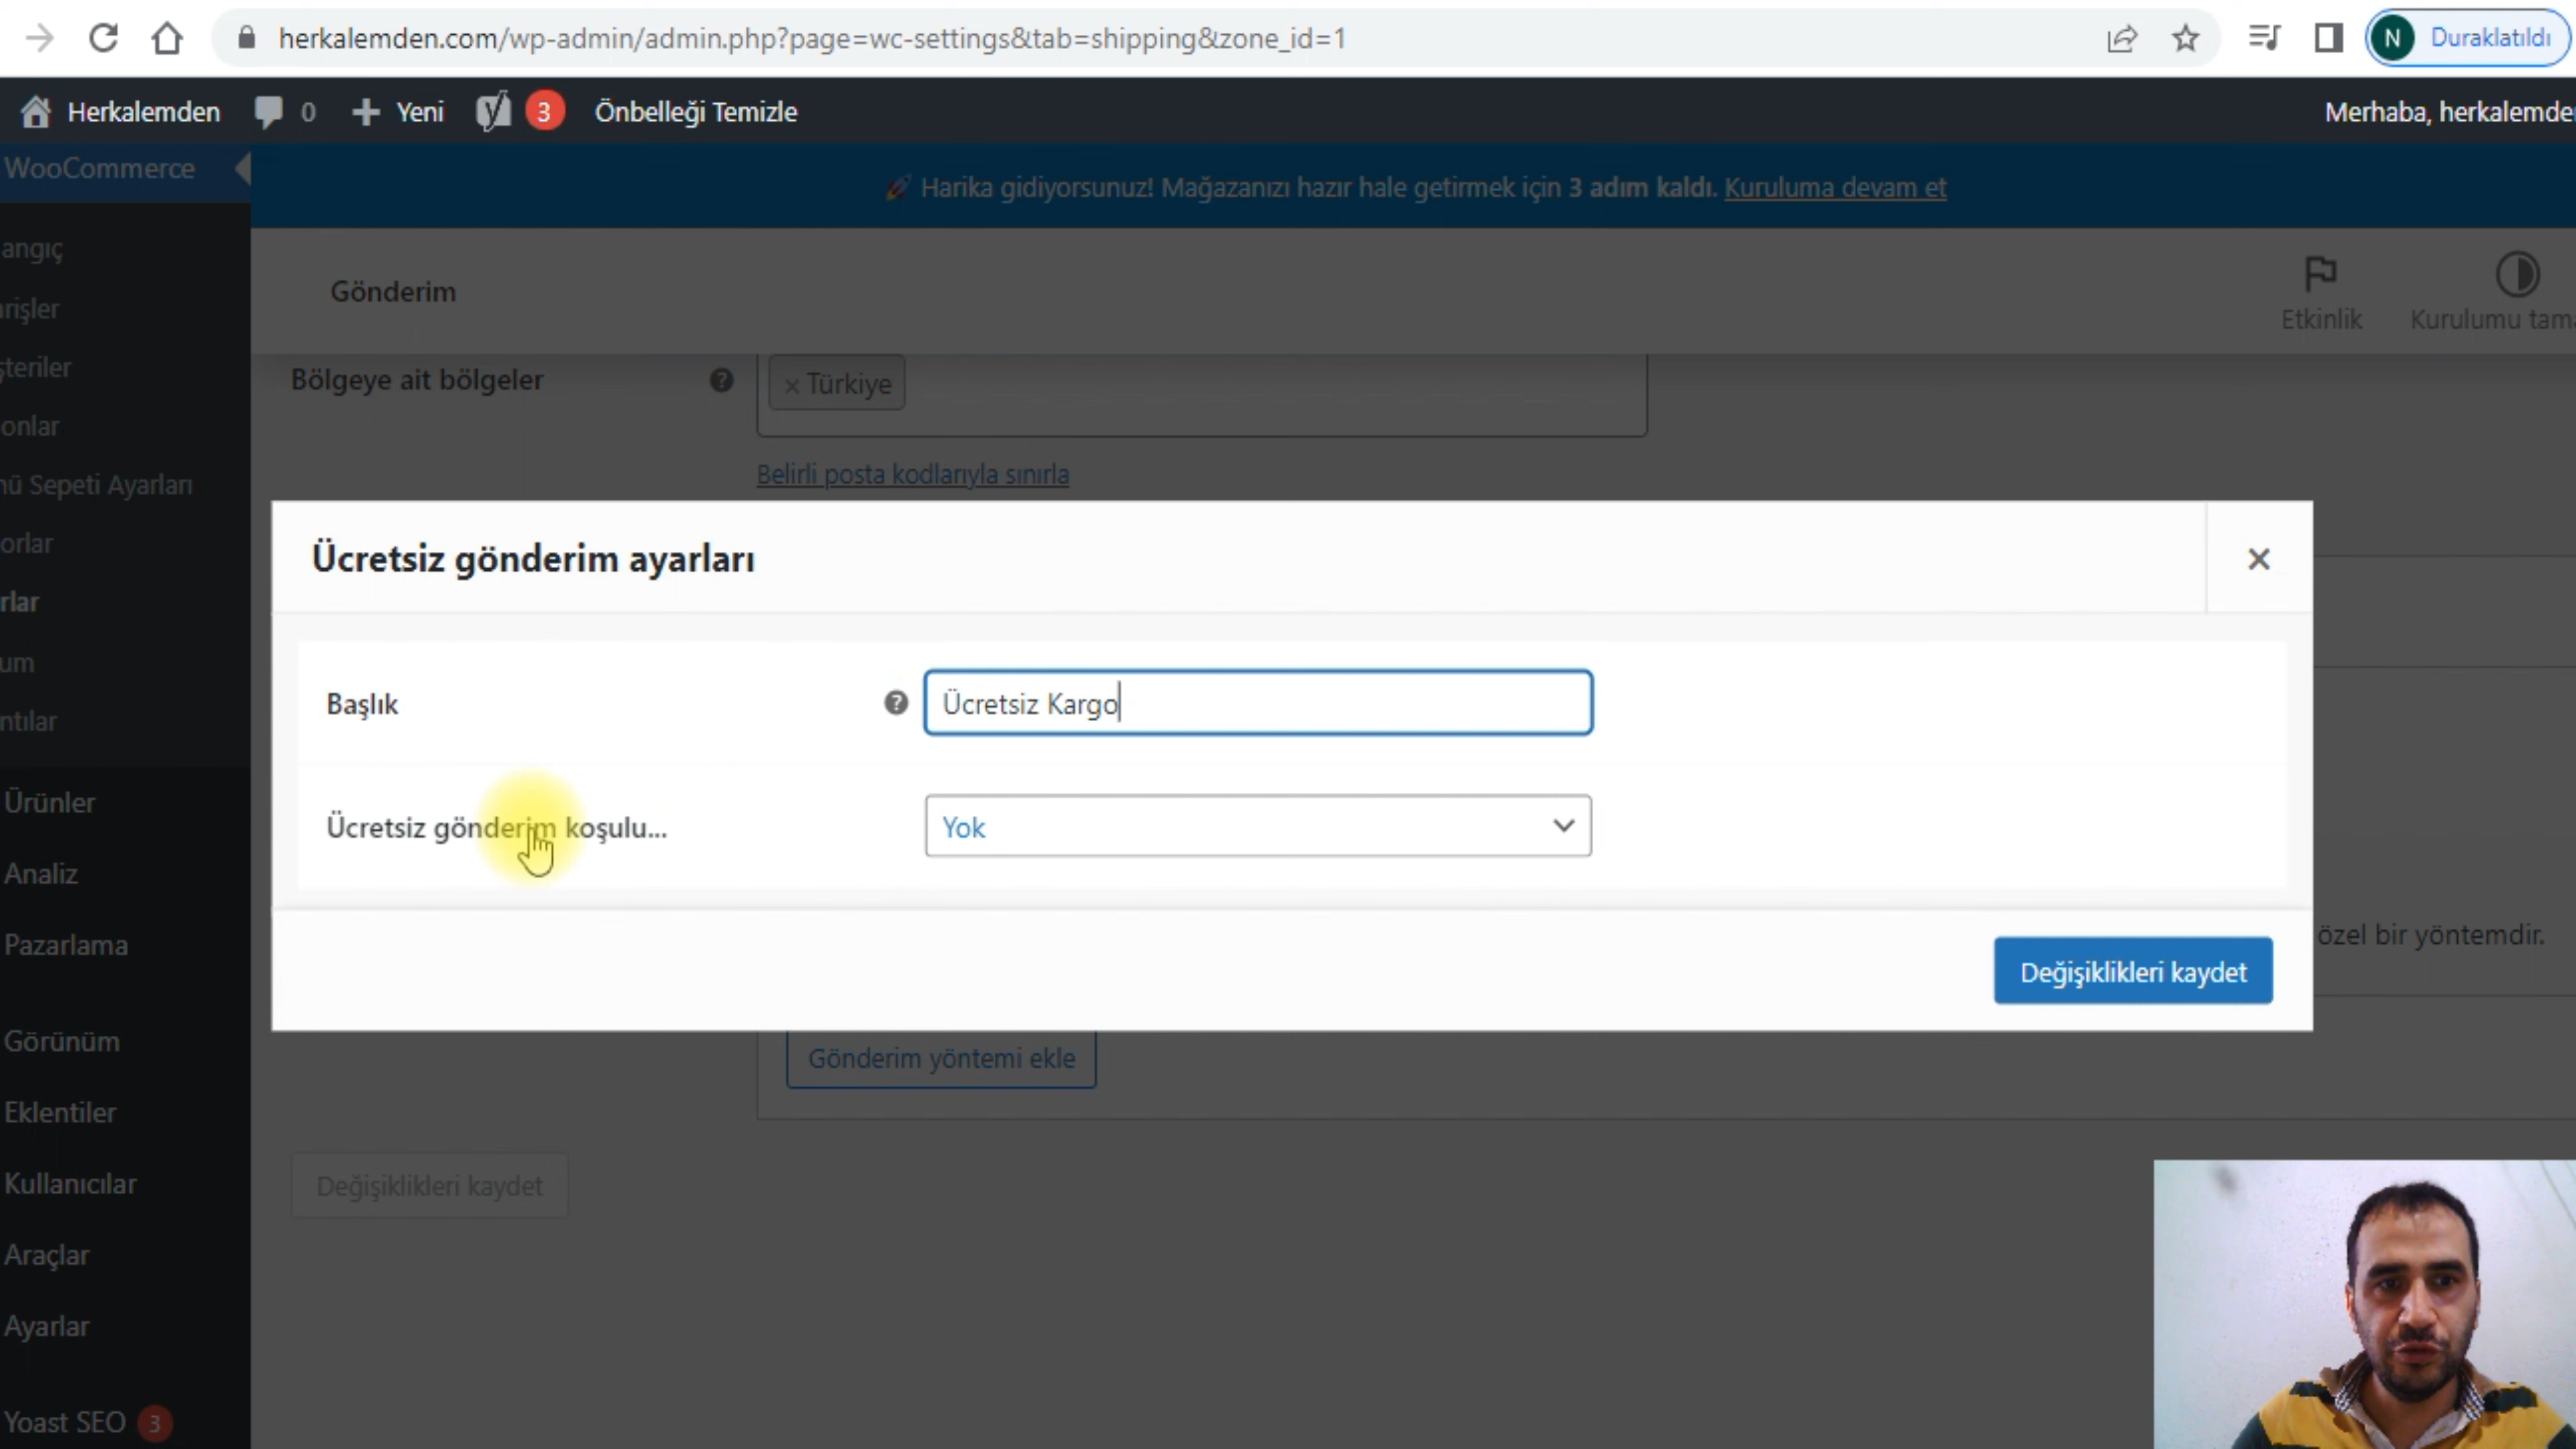 herkalemden.com/wp-admin/admin.php?page=wc-settings&tab=shipping&zone_id=1
N Duraklatıldı
Herkalemden 0 Yeni 3 Önbelleği Temizle
Merhaba, herkalemde
WooCommerce
Harika gidiyorsunuz! Mağazanızı hazır hale getirmek için 3 adım kaldı. Kuruluma devam et
angıç
Gönderim
Etkinlik
Kurulumu tam
rişler
şteriler
Bölgeye ait bölgeler
× Türkiye
onlar
Belirli posta kodlarıyla sınırla
nü Sepeti Ayarları
orlar
rlar
um
ntılar
Ücretsiz gönderim ayarları
Başlık
Ücretsiz Kargo
Ücretsiz gönderim koşulu...
Yok
Değişiklikleri kaydet
özel bir yöntemdir.
Gönderim yöntemi ekle
Değişiklikleri kaydet
Ürünler
Analiz
Pazarlama
Görünüm
Eklentiler
Kullanıcılar
Araçlar
Ayarlar
Yoast SEO 3